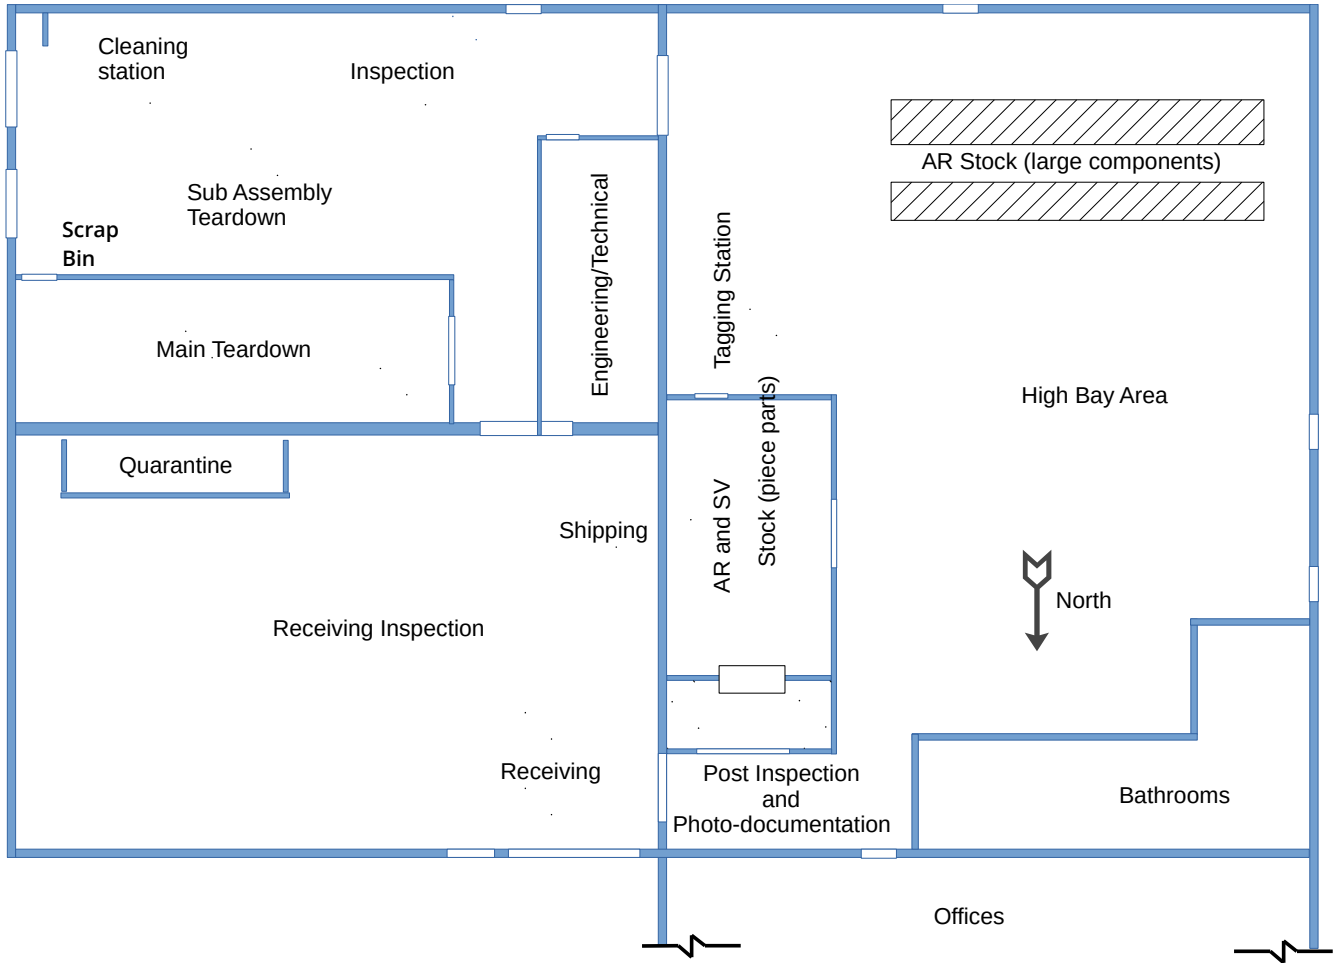 Cleaning
station
Inspection
AR Stock (large components)
Sub Assembly
Teardown
Scrap
Bin
Engineering/Technical
Tagging Station
Main Teardown
High Bay Area
Quarantine
AR and SV
Stock (piece parts)
Shipping
North
Receiving Inspection
Receiving
Post Inspection
and
Photo-documentation
Bathrooms
Offices